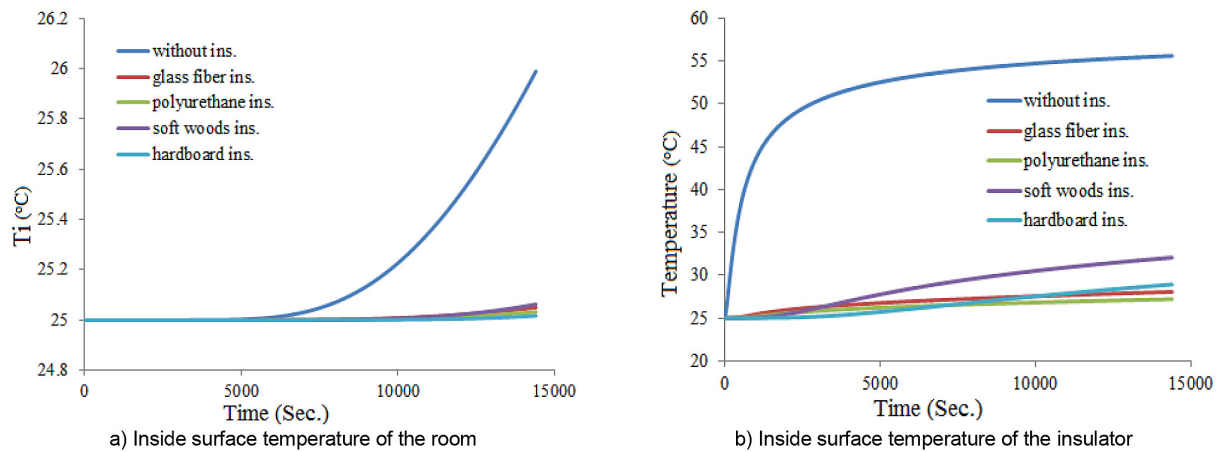 26.2
26
25.8
25.6
25.4
25.2
25
24.8
Ti (°C)
without ins.
glass fiber ins.
polyurethane ins.
soft woods ins.
hardboard ins.
0
5000
10000
15000
Time (Sec.)
a) Inside surface temperature of the room
60
55
50
45
40
35
30
25
20
Temperature (°C)
without ins.
glass fiber ins.
polyurethane ins.
soft woods ins.
hardboard ins.
0
5000
10000
15000
Time (Sec.)
b) Inside surface temperature of the insulator